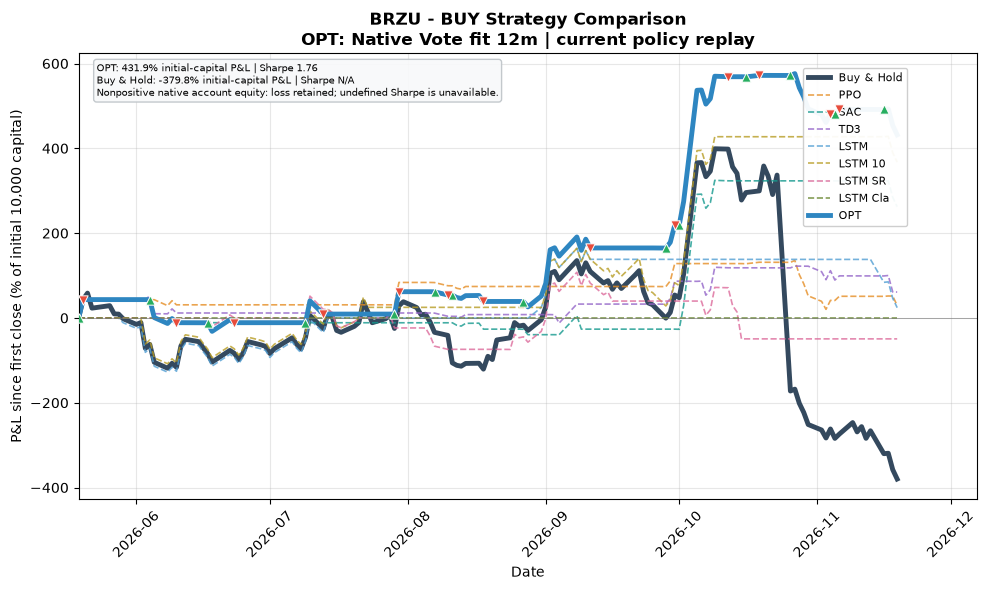 BRZU - BUY Strategy Comparison
OPT: Native Vote fit 12m | current policy replay
OPT: 431.9% initial-capital P&L | Sharpe 1.76
Buy & Hold: -379.8% initial-capital P&L | Sharpe N/A
Nonpositive native account equity: loss retained; undefined Sharpe is unavailable.
Buy & Hold
PPO
SAC
TD3
LSTM
LSTM 10
LSTM SR
LSTM Cla
OPT
P&L since first close (% of initial 10,000 capital)
600
400
200
0
−200
−400
2026-06
2026-07
2026-08
2026-09
2026-10
2026-11
2026-12
Date